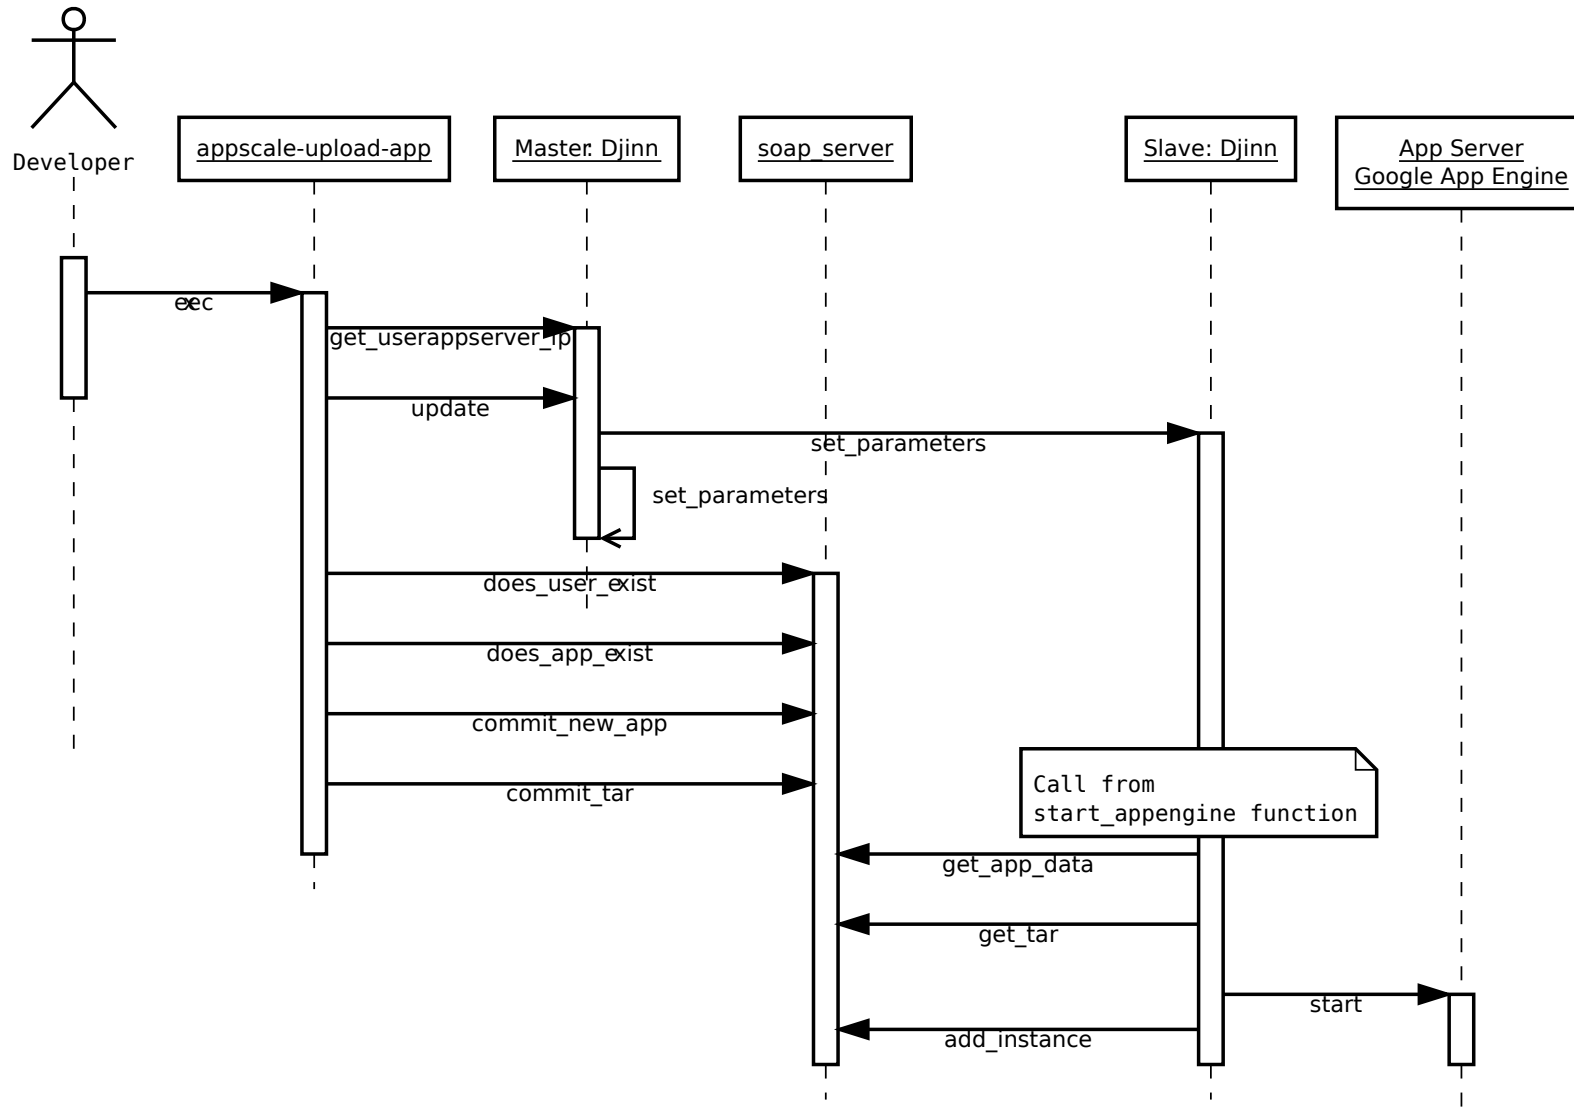 Developer
appscale-upload-app
Master: Djinn
soap_server
Slave: Djinn
App Server
Google App Engine
exec
get_userappserver_ip
update
set_parameters
set_parameters
does_user_exist
does_app_exist
commit_new_app
commit_tar
Call from
start_appengine function
get_app_data
get_tar
start
add_instance